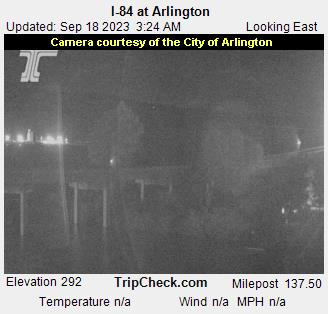 I-84 at Arlington
Updated: Sep 18 2023 3:24 AM Looking East
Camera courtesy of the City of Arlington
Elevation 292 TripCheck.com Milepost 137.50
Temperature n/a Wind n/a MPH n/a